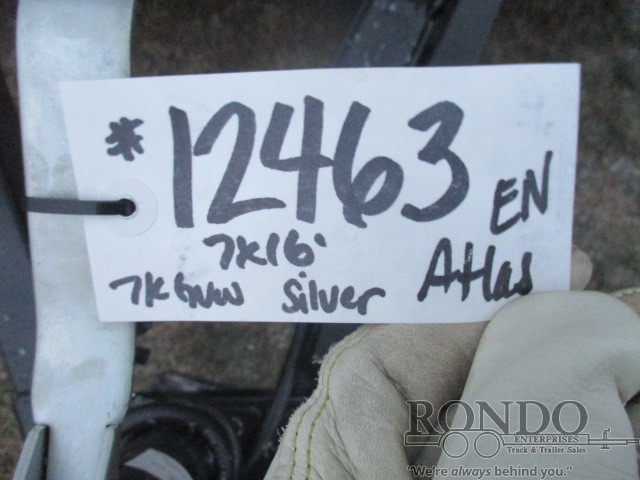 *12463
EN
7x16'
7k GVW Silver Atlas
RONDO
ENTERPRISES
Truck & Trailer Sales
"We're always behind you."